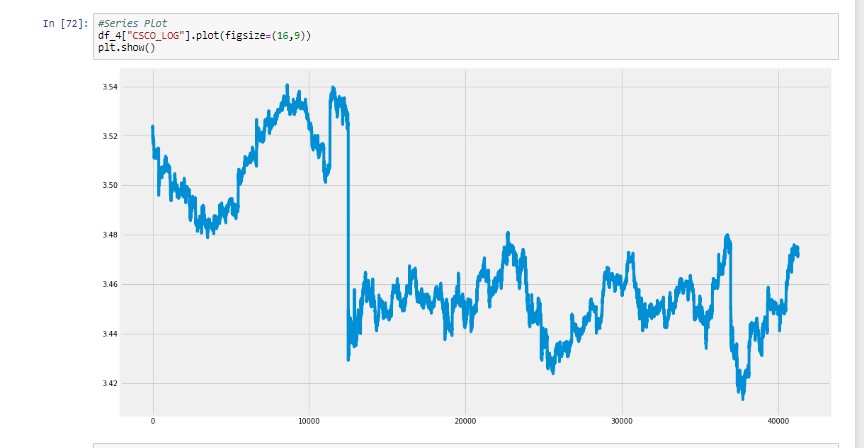 In [72]:
#Series Plot
df_4["CSCO_LOG"].plot(figsize=(16,9))
plt.show()
3.54
3.52
3.50
3.48
3.46
3.44
3.42
0 10000 20000 30000 40000